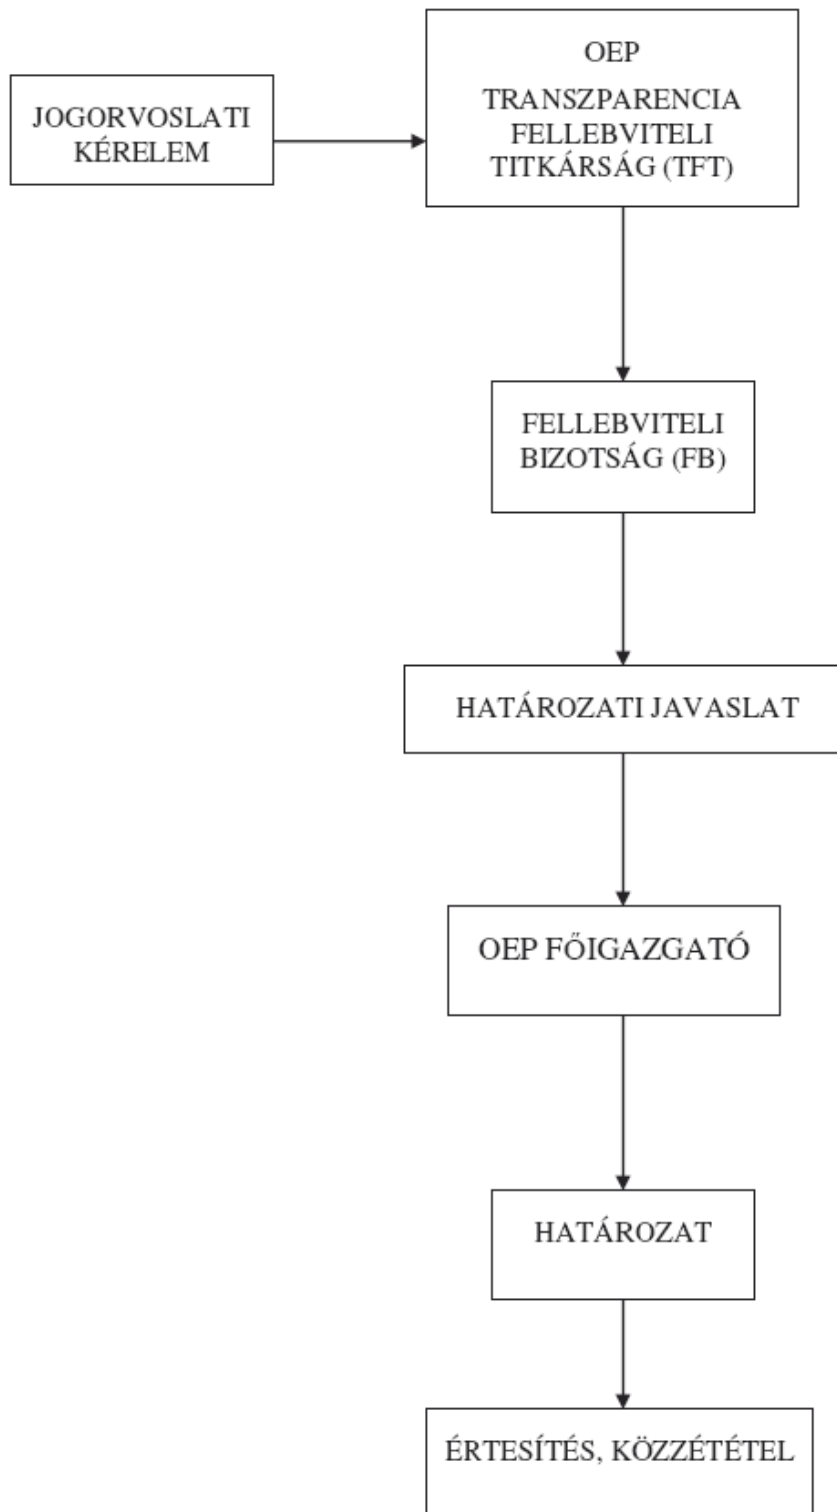 JOGORVOSLATI
KÉRELEM
OEP
TRANSZPARENCIA
FELLEBVITELI
TITKÁRSÁG (TFT)
FELLEBVITELI
BIZOTSÁG (FB)
HATÁROZATI JAVASLAT
OEP FŐIGAZGATÓ
HATÁROZAT
ÉRTESÍTÉS, KÖZZÉTÉTEL